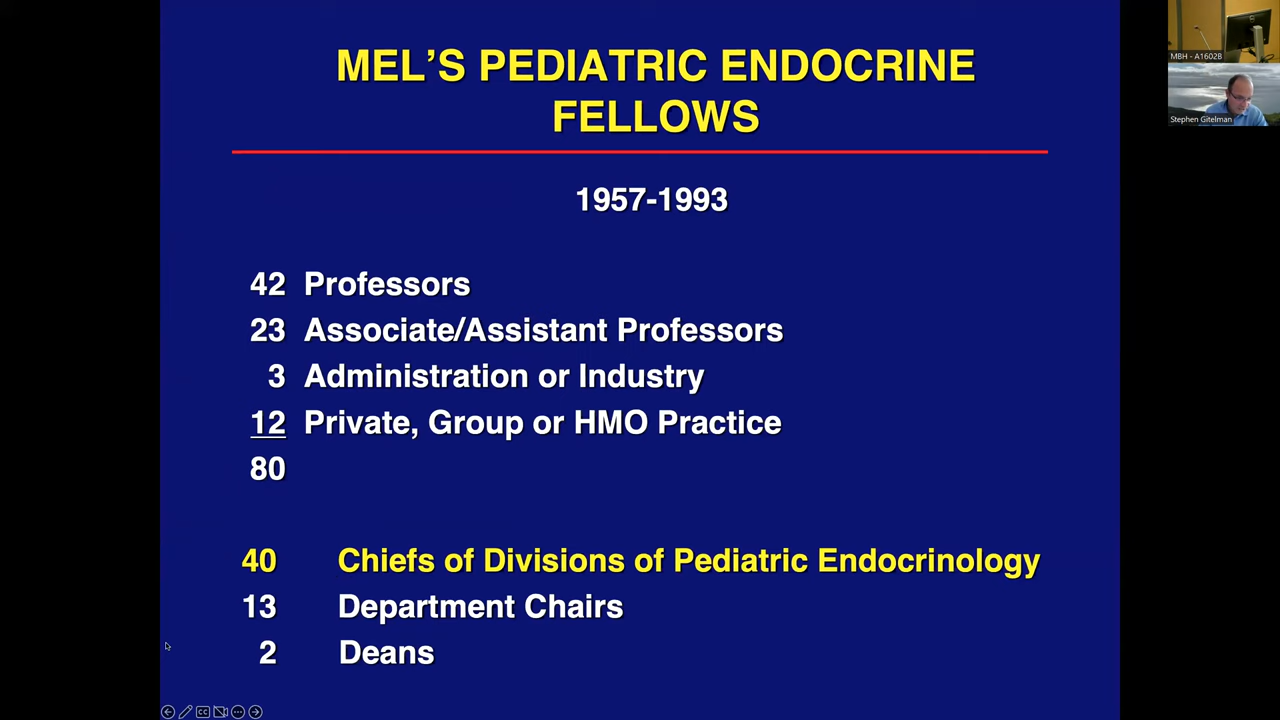 MEL'S PEDIATRIC ENDOCRINE
FELLOWS
1957-1993
42 Professors
23 Associate/Assistant Professors
3 Administration or Industry
12 Private, Group or HMO Practice
80
40 Chiefs of Divisions of Pediatric Endocrinology
13 Department Chairs
2 Deans
MBH - A1602B
Stephen Gitelman
CC